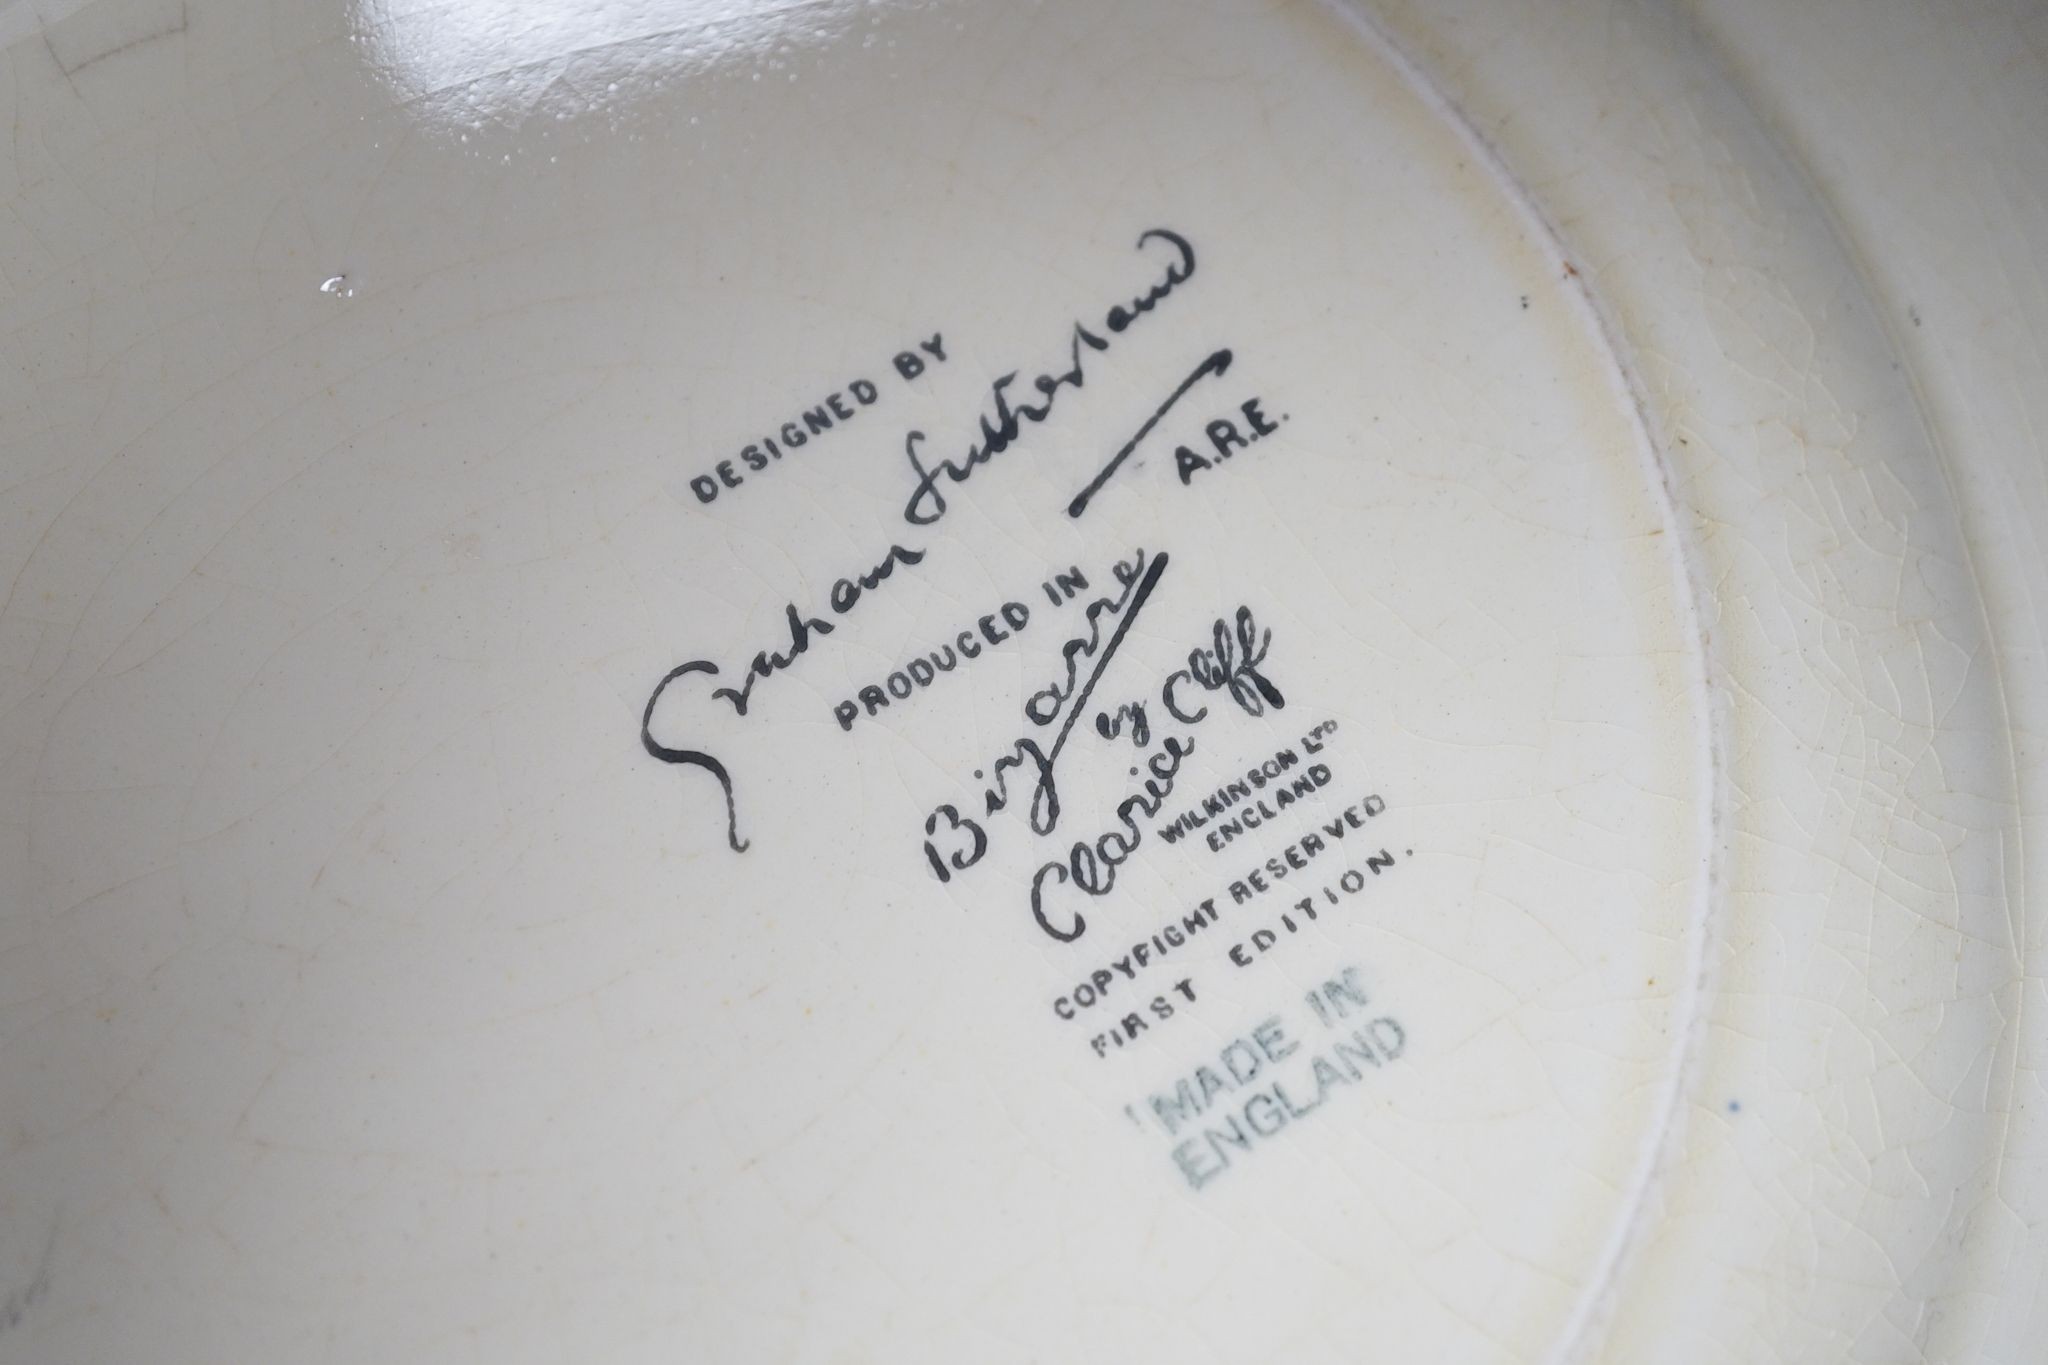 DESIGNED BY
Graham Sutherland
A.R.E.
PRODUCED IN
Bizarre
by
Clarice Cliff
WILKINSON LTD
ENGLAND
COPYRIGHT RESERVED
FIRST EDITION.
MADE IN
ENGLAND